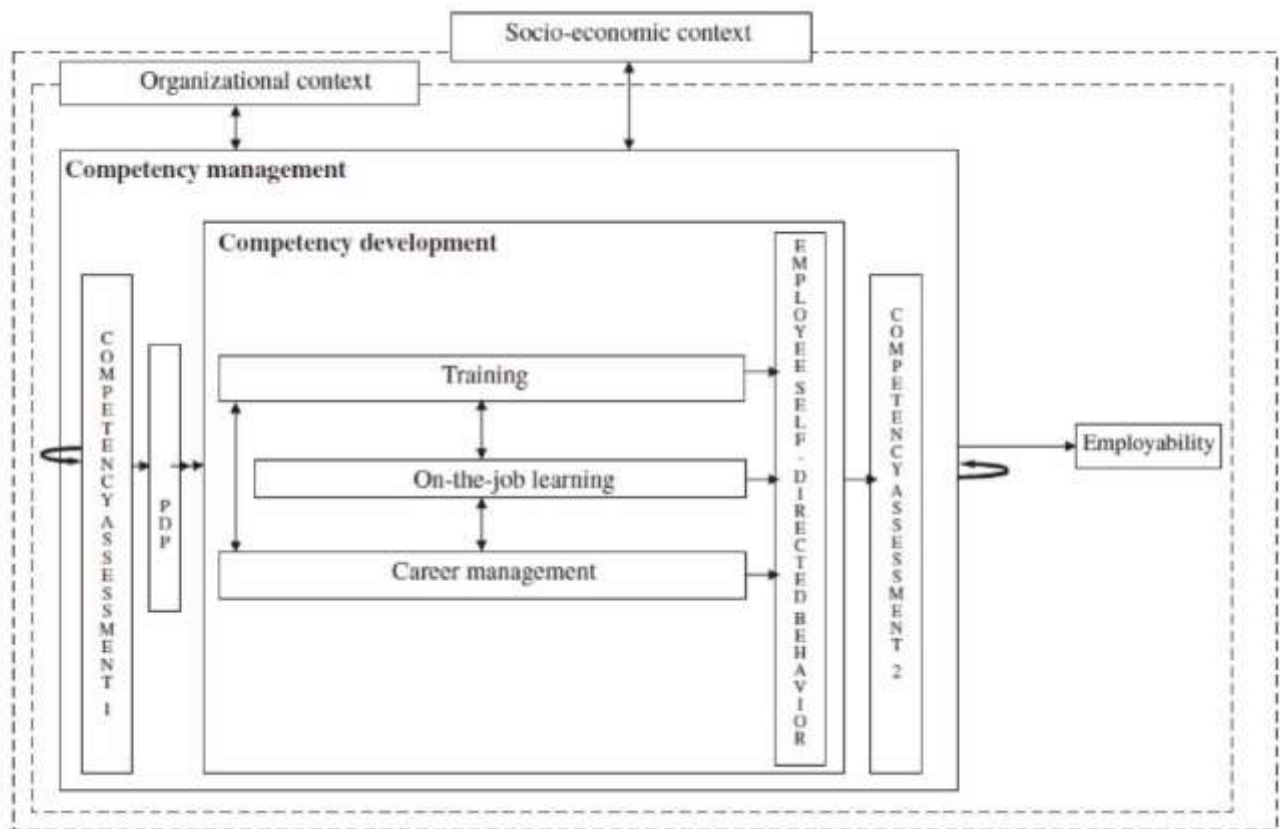 Socio-economic context
Organizational context
Competency management
Competency development
COMPETENCY ASSESSMENT 1
PDP
Training
On-the-job learning
Career management
EMPLOYEE SELF-DIRECTED BEHAVIOR
COMPETENCY ASSESSMENT 2
Employability